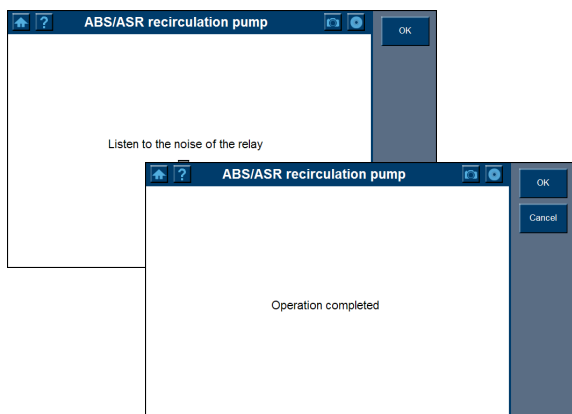 ? ABS/ASR recirculation pump
OK
Listen to the noise of the relay
? ABS/ASR recirculation pump
OK
Cancel
Operation completed